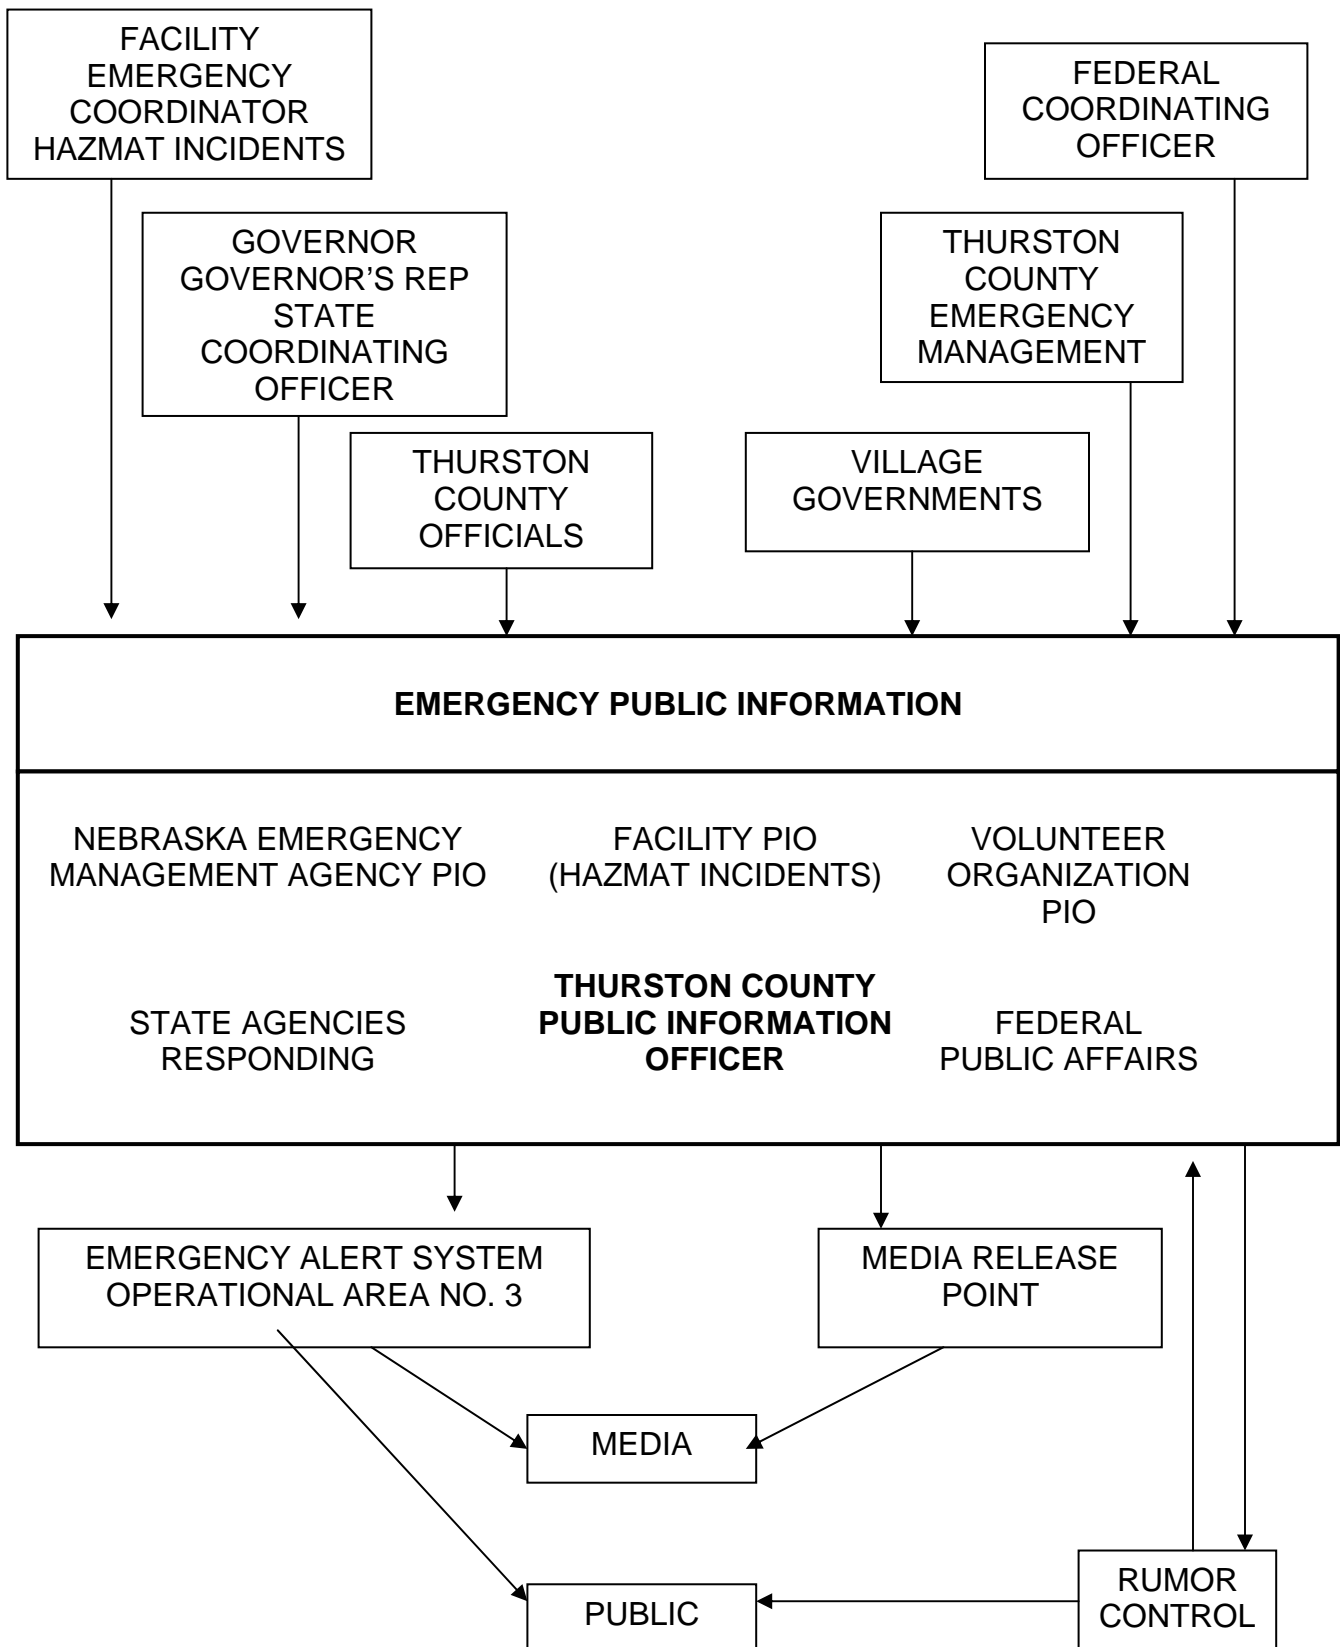 FACILITY
EMERGENCY
COORDINATOR
HAZMAT INCIDENTS
FEDERAL
COORDINATING
OFFICER
GOVERNOR
GOVERNOR’S REP
STATE
COORDINATING
OFFICER
THURSTON
COUNTY
EMERGENCY
MANAGEMENT
THURSTON
COUNTY
OFFICIALS
VILLAGE
GOVERNMENTS
EMERGENCY PUBLIC INFORMATION
NEBRASKA EMERGENCY
MANAGEMENT AGENCY PIO
FACILITY PIO
(HAZMAT INCIDENTS)
VOLUNTEER
ORGANIZATION
PIO
STATE AGENCIES
RESPONDING
THURSTON COUNTY
PUBLIC INFORMATION
OFFICER
FEDERAL
PUBLIC AFFAIRS
EMERGENCY ALERT SYSTEM
OPERATIONAL AREA NO. 3
MEDIA RELEASE
POINT
MEDIA
PUBLIC
RUMOR
CONTROL